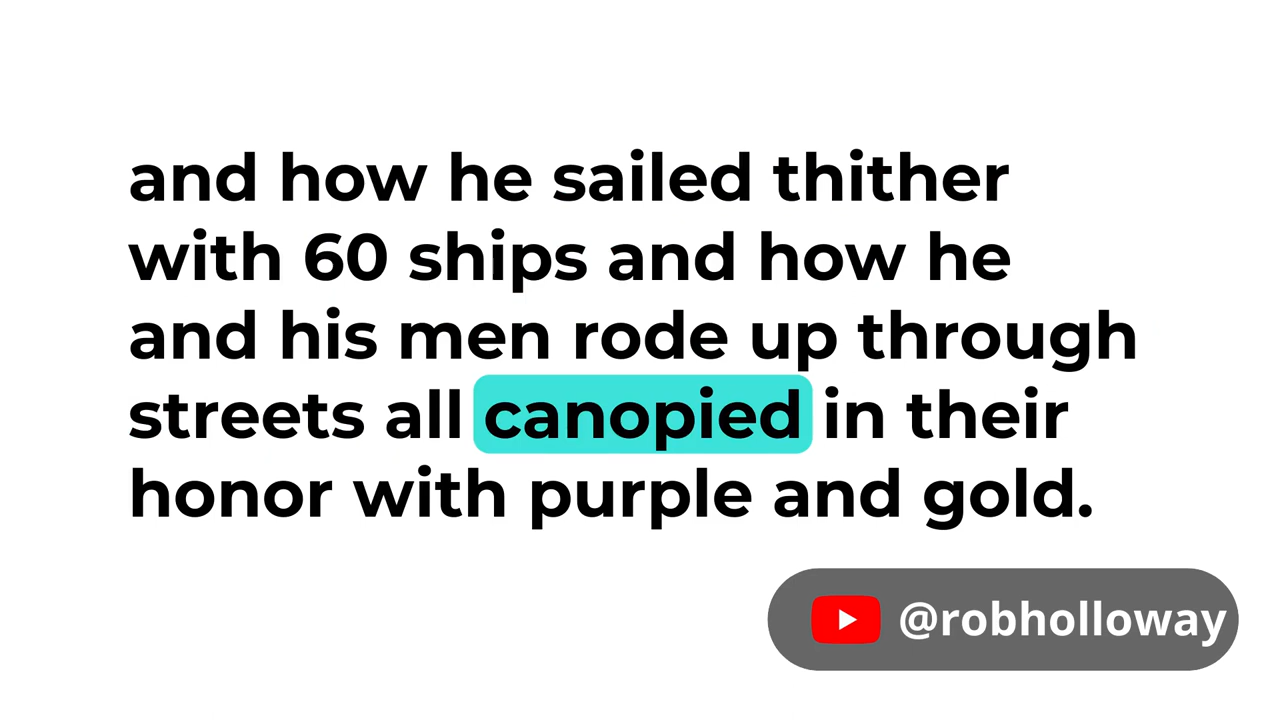 and how he sailed thither
with 60 ships and how he
and his men rode up through
streets all canopied in their
honor with purple and gold.
@robholloway